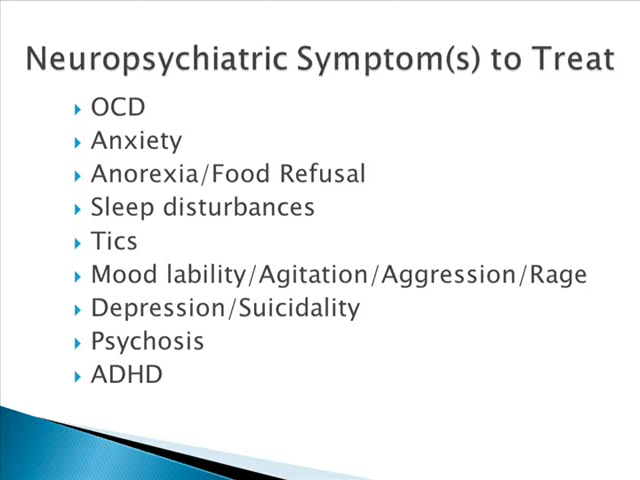 Neuropsychiatric Symptom(s) to Treat
OCD
Anxiety
Anorexia/Food Refusal
Sleep disturbances
Tics
Mood lability/Agitation/Aggression/Rage
Depression/Suicidality
Psychosis
ADHD